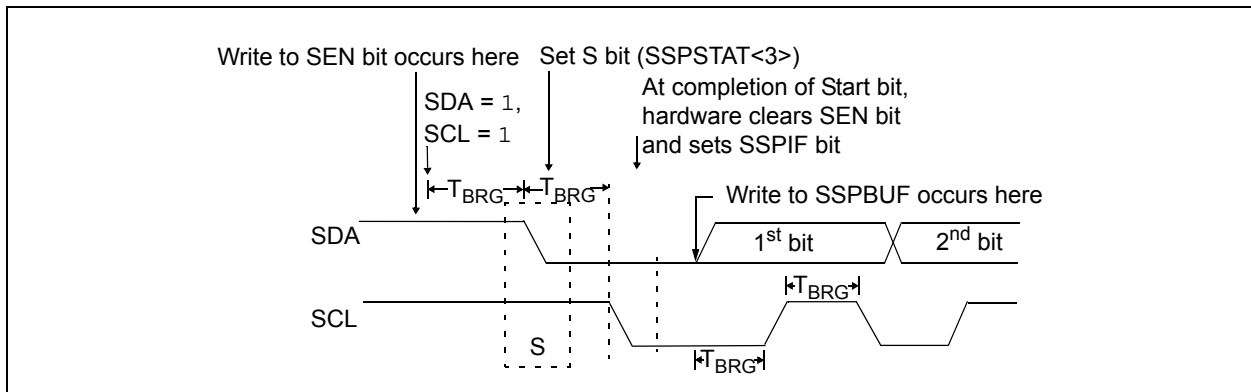 Write to SEN bit occurs here
Set S bit (SSPSTAT<3>)
SDA = 1,
SCL = 1
At completion of Start bit,
hardware clears SEN bit
and sets SSPIF bit
TBRG
TBRG
Write to SSPBUF occurs here
SDA
1st bit
2nd bit
TBRG
SCL
S
TBRG